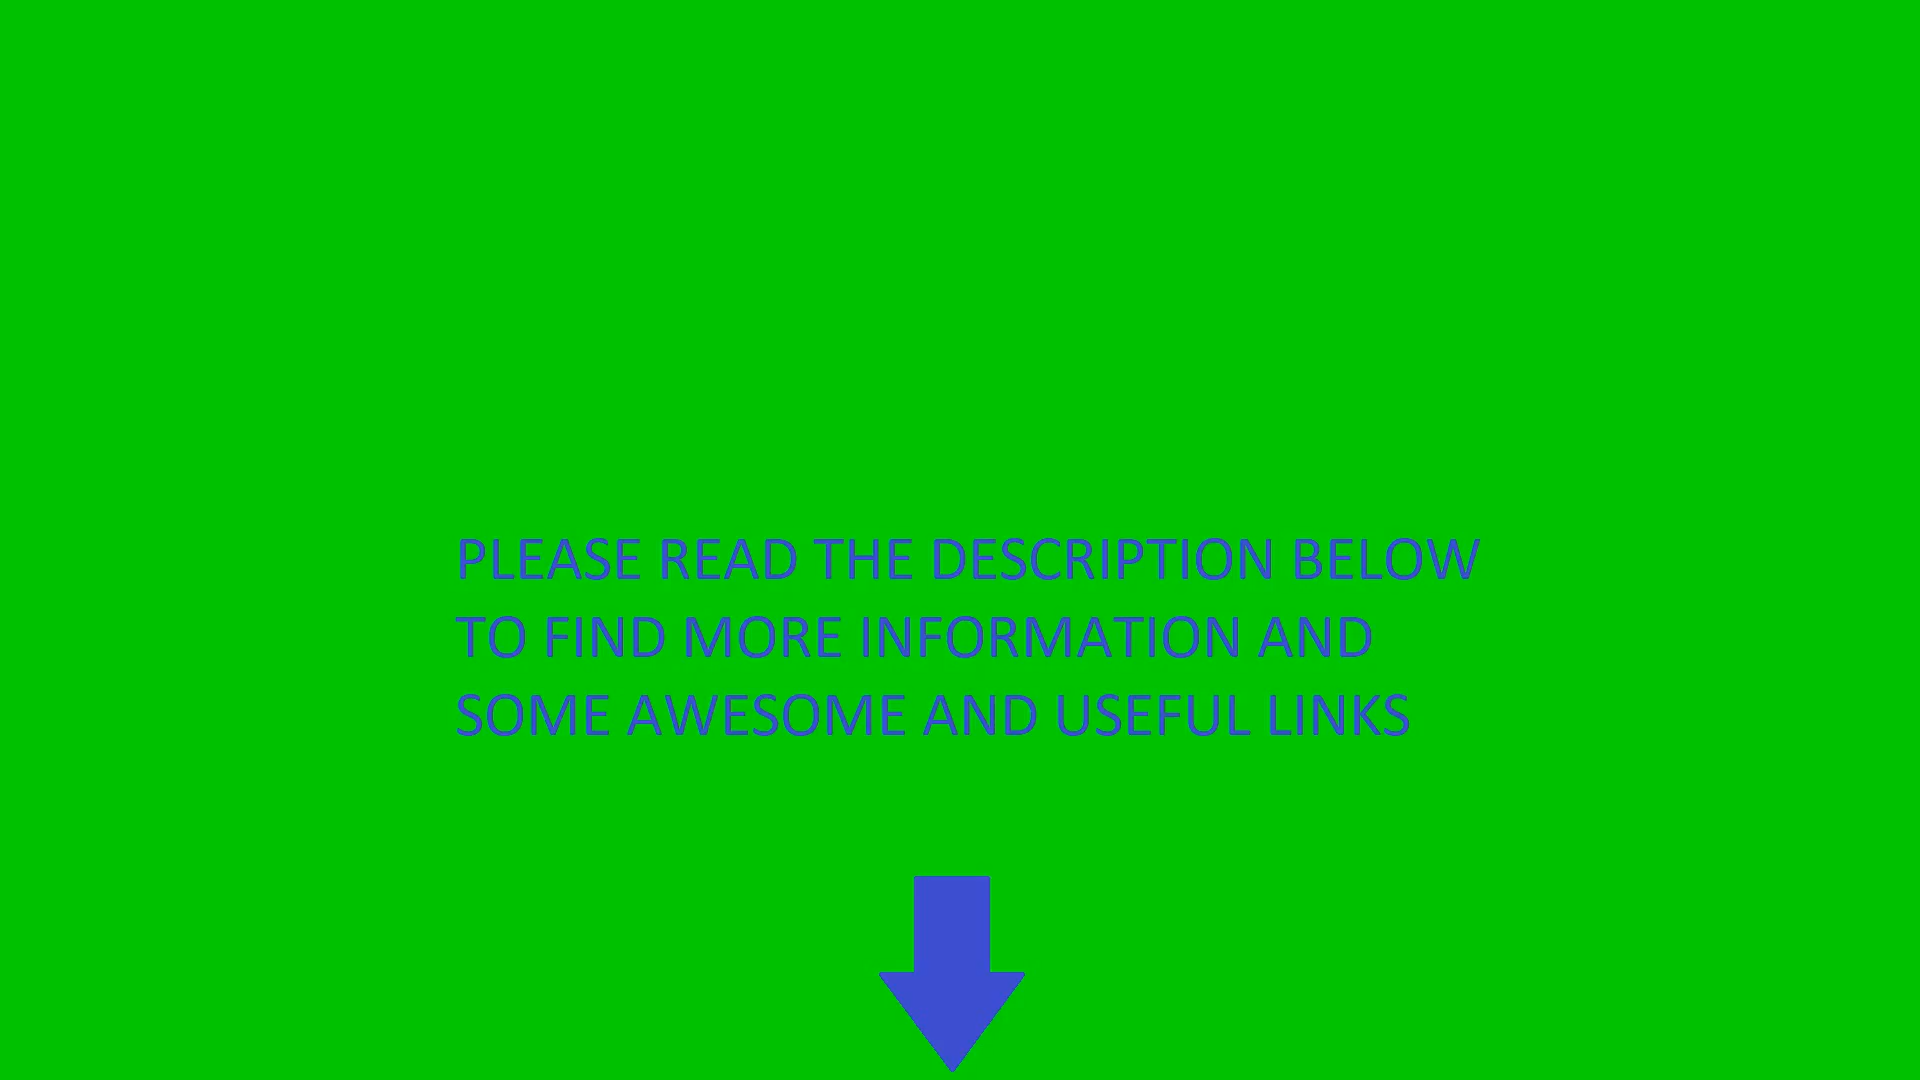 PLEASE READ THE DESCRIPTION BELOW
TO FIND MORE INFORMATION AND
SOME AWESOME AND USEFUL LINKS